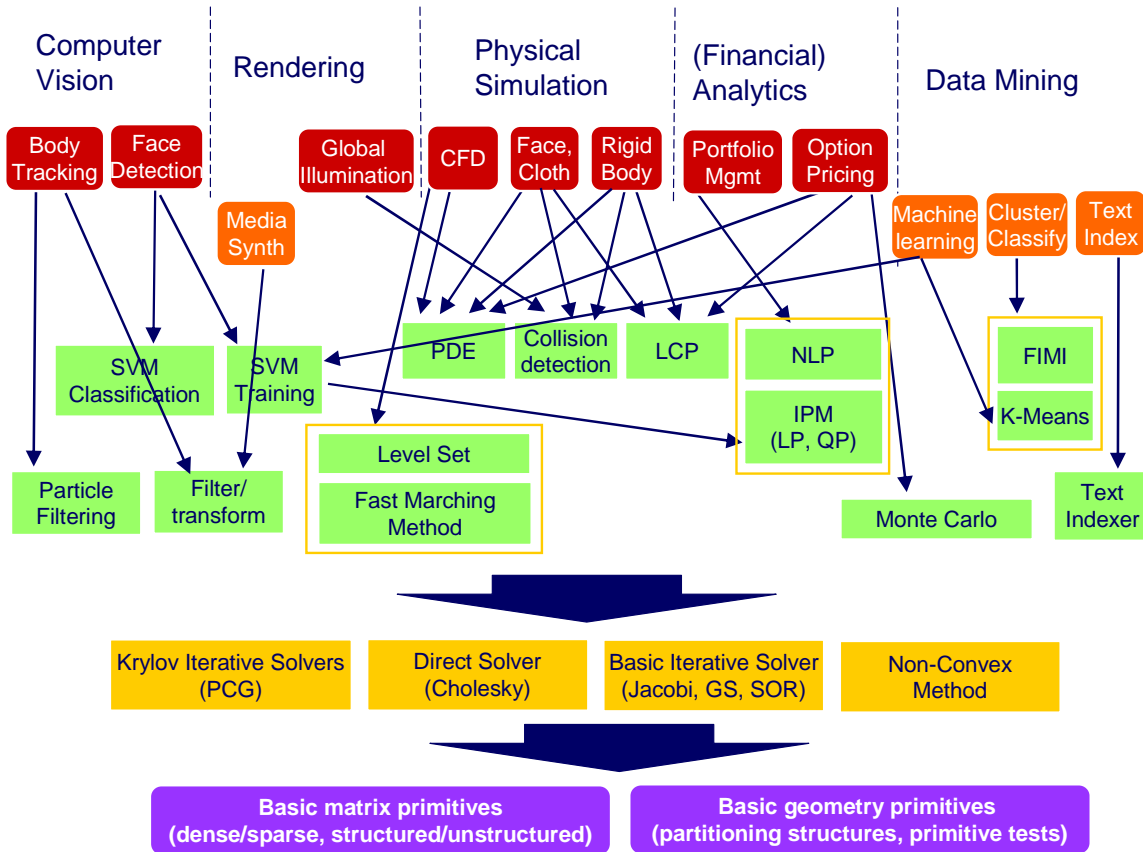 Computer
Vision
Rendering
Physical
Simulation
(Financial)
Analytics
Data Mining
Body
Tracking
Face
Detection
Global
Illumination
CFD
Face,
Cloth
Rigid
Body
Portfolio
Mgmt
Option
Pricing
Media
Synth
Machine
learning
Cluster/
Classify
Text
Index
SVM
Classification
SVM
Training
PDE
Collision
detection
LCP
NLP
FIMI
IPM
(LP, QP)
K-Means
Level Set
Particle
Filtering
Filter/
transform
Fast Marching
Method
Monte Carlo
Text
Indexer
Krylov Iterative Solvers
(PCG)
Direct Solver
(Cholesky)
Basic Iterative Solver
(Jacobi, GS, SOR)
Non-Convex
Method
Basic matrix primitives
(dense/sparse, structured/unstructured)
Basic geometry primitives
(partitioning structures, primitive tests)